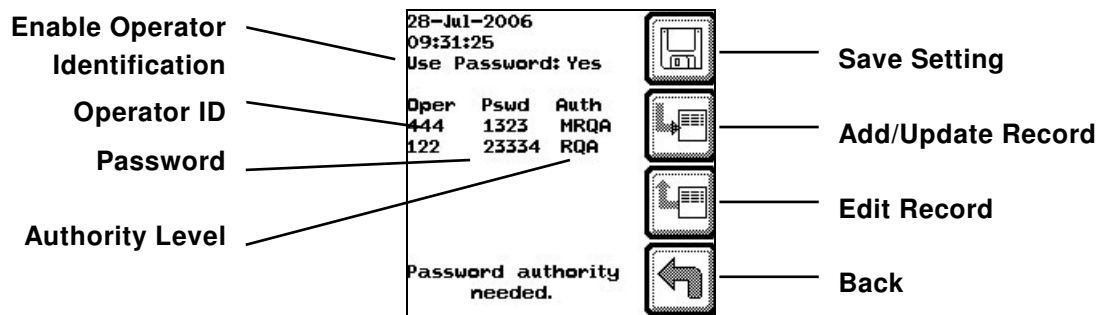 Enable Operator
Identification
Operator ID
Password
Authority Level
28-Jul-2006
09:31:25
Use Password: Yes
Oper Pswd Auth
444 1323 MRQA
122 23334 RQA
Password authority
needed.
Save Setting
Add/Update Record
Edit Record
Back